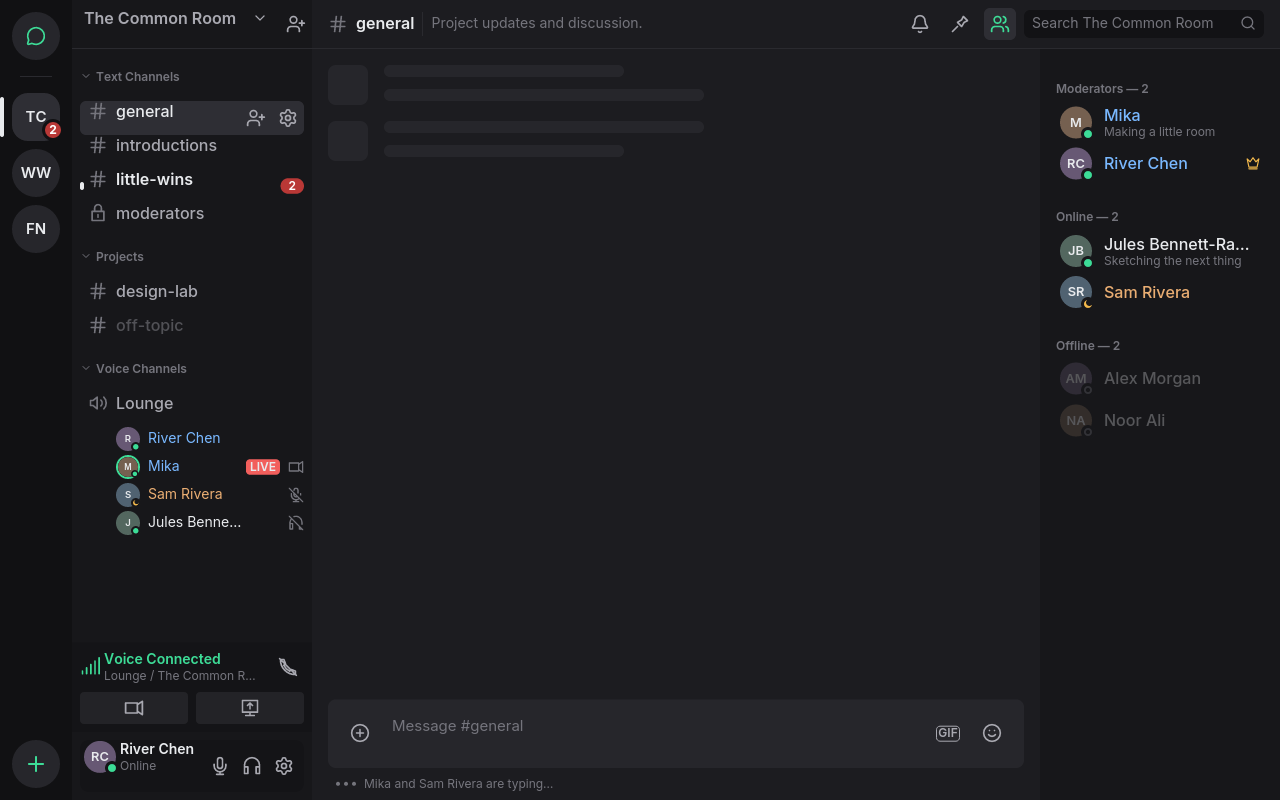 TC
2
WW
FN
The Common Room
Text Channels
general
introductions
little-wins
2
moderators
Projects
design-lab
off-topic
Voice Channels
Lounge
R
River Chen
M
Mika
LIVE
S
Sam Rivera
J
Jules Benne...
Voice Connected
Lounge / The Common R...
RC
River Chen
Online
general
Project updates and discussion.
Search The Common Room
Message #general
GIF
Mika and Sam Rivera are typing...
Moderators — 2
M
Mika
Making a little room
RC
River Chen
Online — 2
JB
Jules Bennett-Ra...
Sketching the next thing
SR
Sam Rivera
Offline — 2
AM
Alex Morgan
NA
Noor Ali